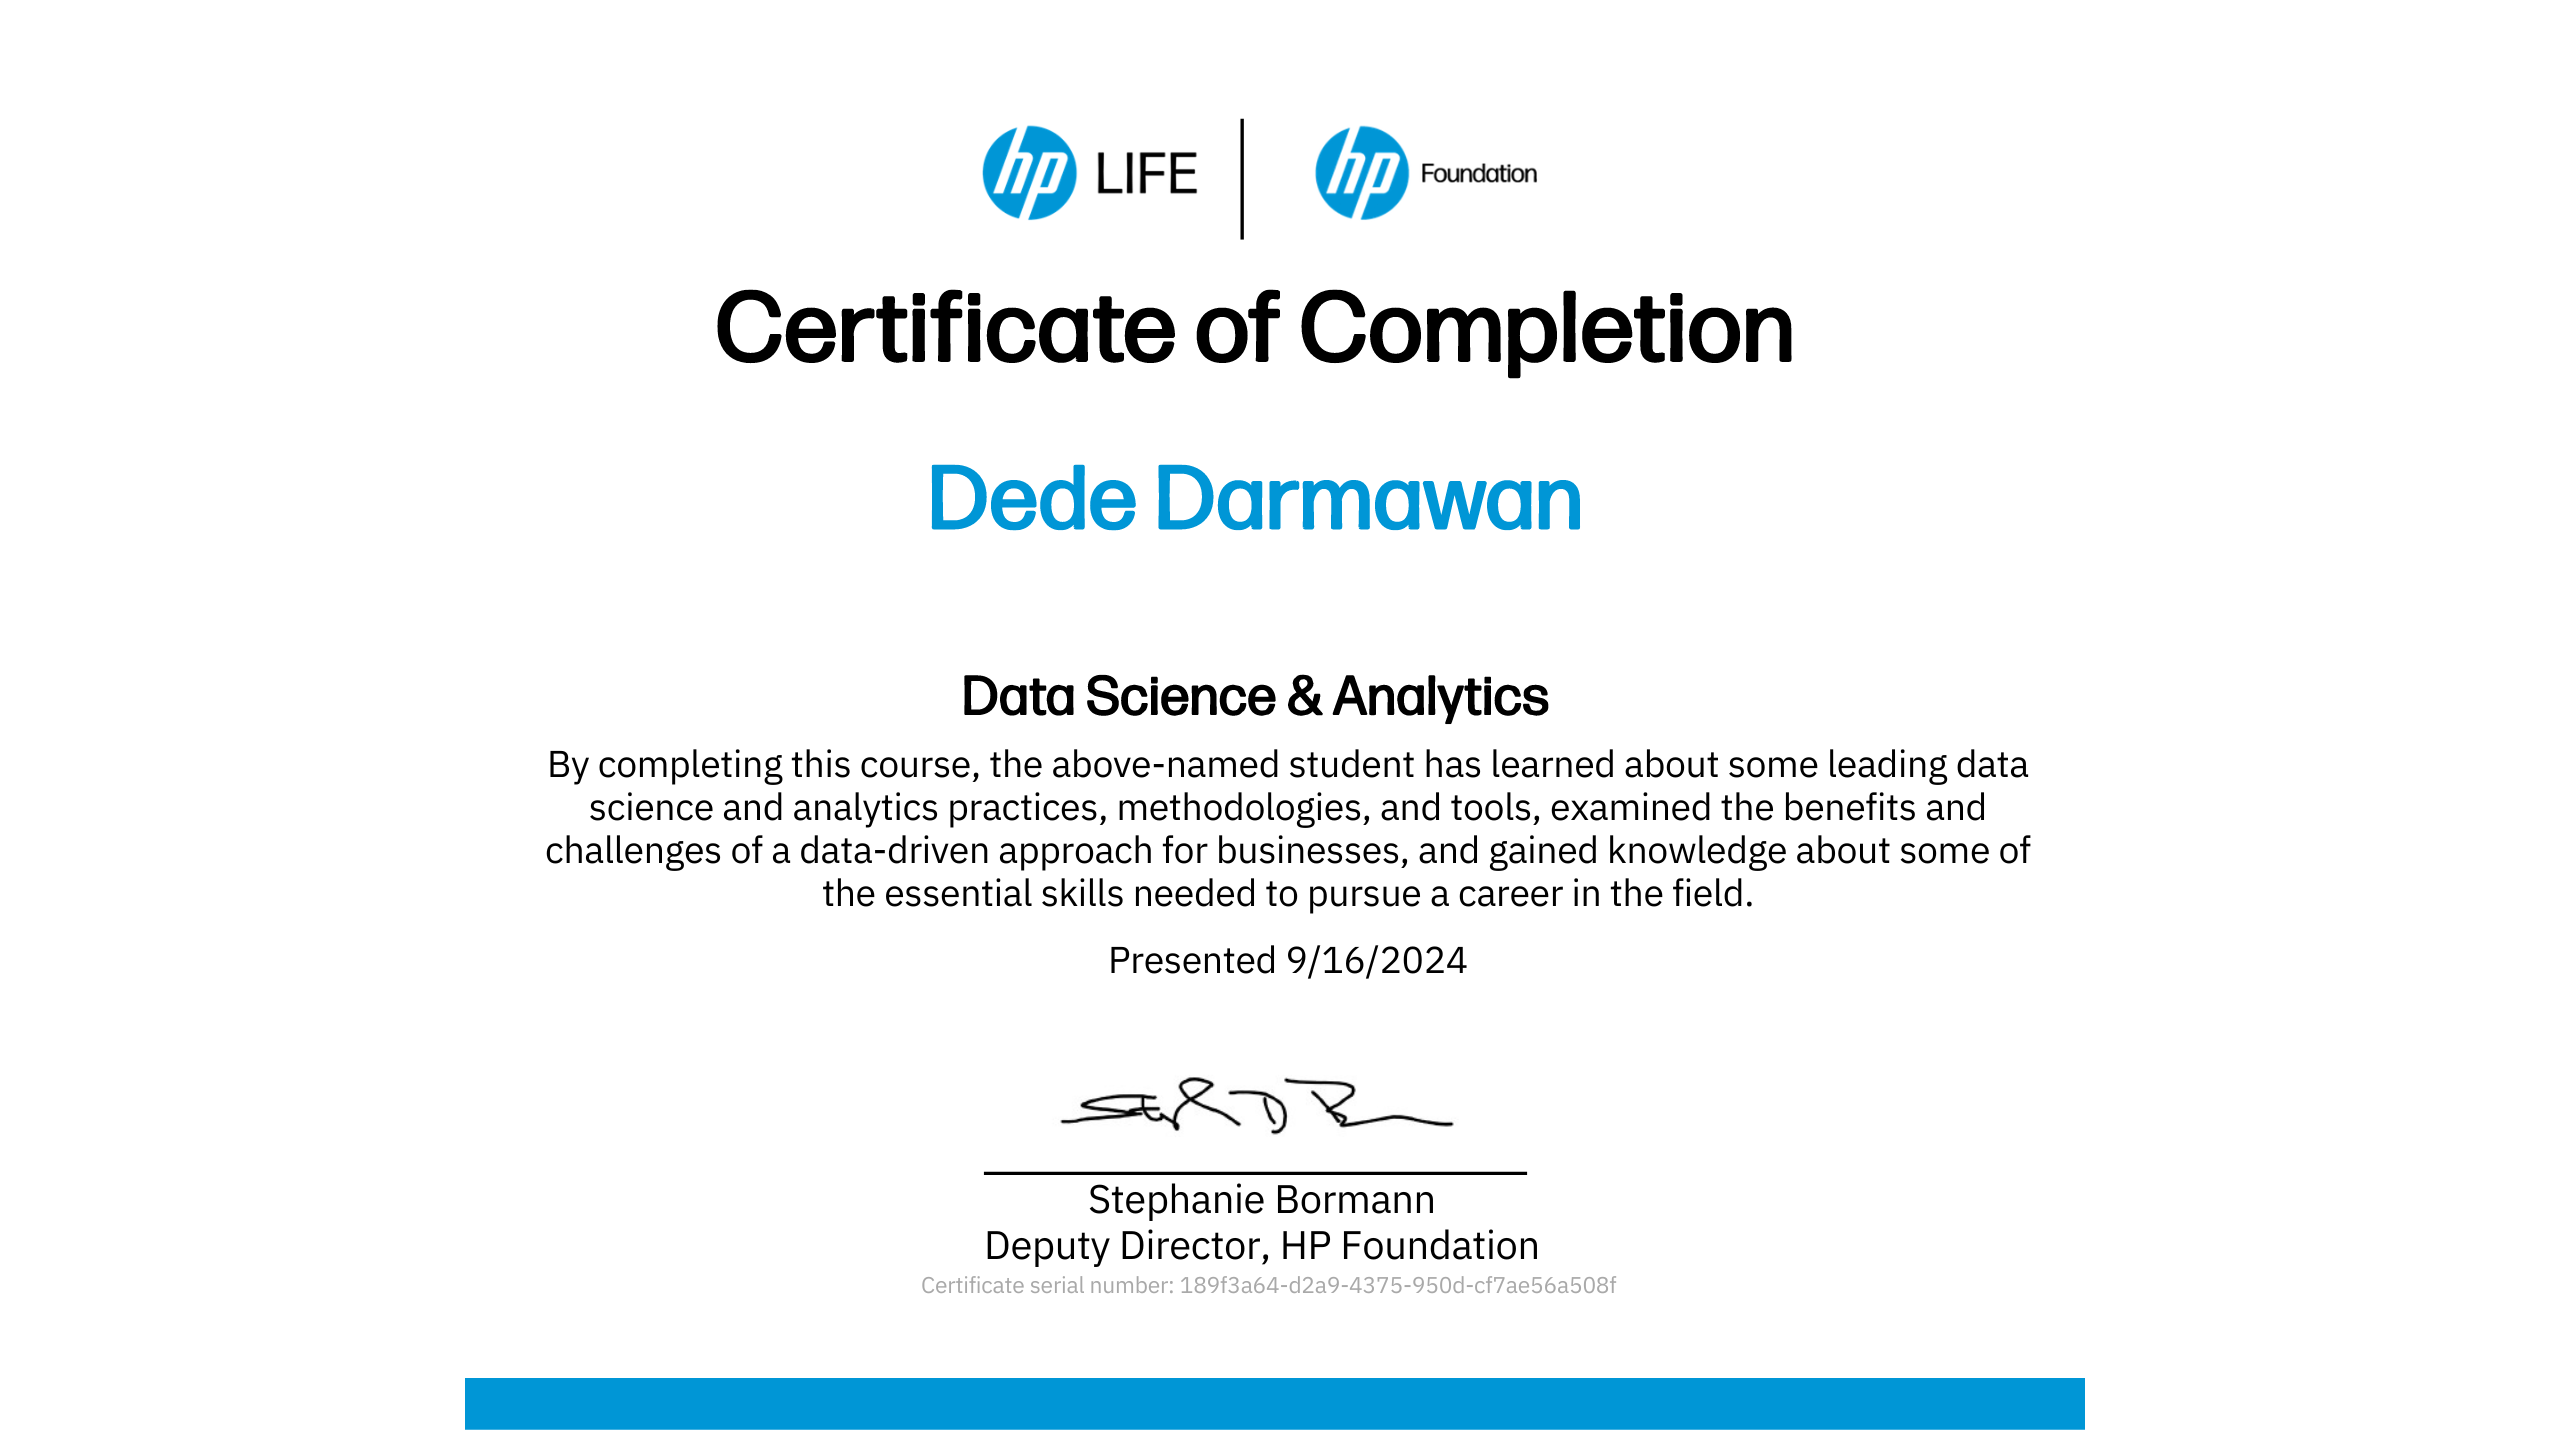 hp LIFE
hp Foundation
Certificate of Completion
Dede Darmawan
Data Science & Analytics
By completing this course, the above-named student has learned about some leading data
science and analytics practices, methodologies, and tools, examined the benefits and
challenges of a data-driven approach for businesses, and gained knowledge about some of
the essential skills needed to pursue a career in the field.
Presented 9/16/2024
Stephanie Bormann
Deputy Director, HP Foundation
Certificate serial number: 189f3a64-d2a9-4375-950d-cf7ae56a508f